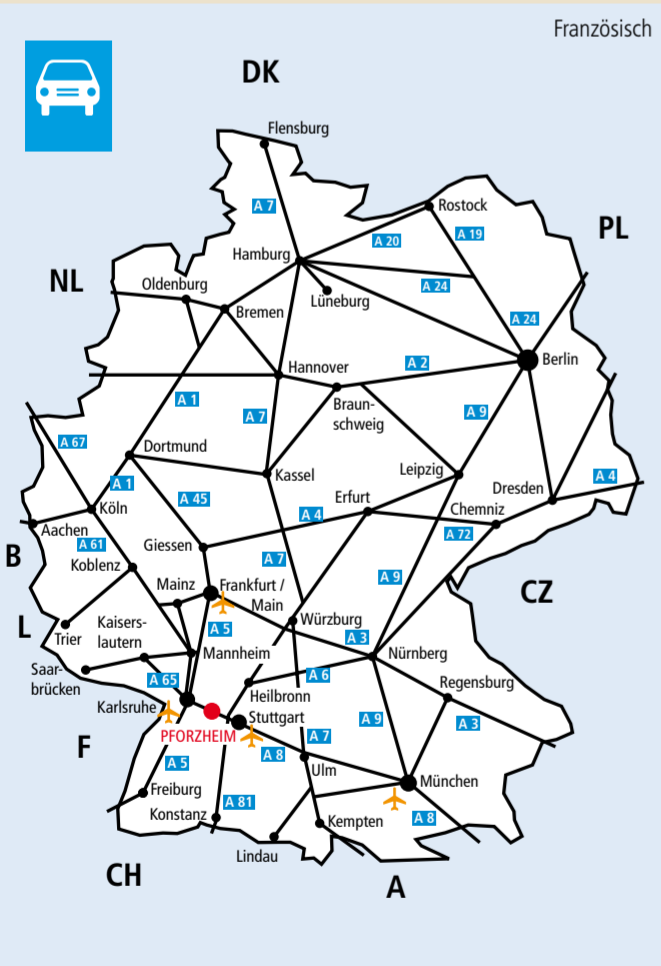 Französisch
DK
Flensburg
A 7
Rostock
A 20
A 19
PL
Hamburg
NL
Oldenburg
A 24
Lüneburg
Bremen
A 24
Hannover
A 2
Berlin
A 1
Braun-
schweig
A 7
A 9
A 67
Dortmund
Leipzig
Kassel
A 4
A 1
A 45
Dresden
Erfurt
Köln
A 4
Chemniz
Aachen
A 72
A 61
Giessen
B
A 7
Koblenz
A 9
Mainz
Frankfurt /
Main
CZ
L
Trier
Kaisers-
lautern
A 5
Würzburg
A 3
Mannheim
Nürnberg
Saar-
brücken
A 65
A 6
Regensburg
Heilbronn
Karlsruhe
Stuttgart
A 9
A 3
PFORZHEIM
A 7
F
A 8
A 5
Ulm
München
Freiburg
A 81
Konstanz
A 8
Kempten
Lindau
CH
A